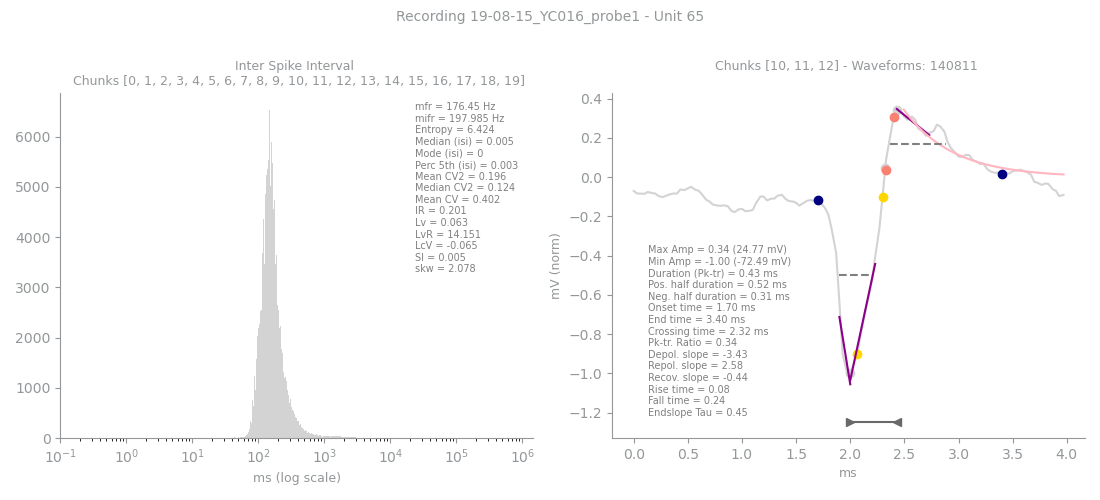 Recording 19-08-15_YC016_probe1 - Unit 65
Inter Spike Interval
Chunks [0, 1, 2, 3, 4, 5, 6, 7, 8, 9, 10, 11, 12, 13, 14, 15, 16, 17, 18, 19]
mfr = 176.45 Hz
mifr = 197.985 Hz
Entropy = 6.424
Median (isi) = 0.005
Mode (isi) = 0
Perc 5th (isi) = 0.003
Mean CV2 = 0.196
Median CV2 = 0.124
Mean CV = 0.402
IR = 0.201
Lv = 0.063
LvR = 14.151
LcV = -0.065
SI = 0.005
skw = 2.078
6000
5000
4000
3000
2000
1000
0
10⁻¹ 10⁰ 10¹ 10² 10³ 10⁴ 10⁵ 10⁶
ms (log scale)
Chunks [10, 11, 12] - Waveforms: 140811
0.4
0.2
0.0
−0.2
−0.4
−0.6
−0.8
−1.0
−1.2
mV (norm)
Max Amp = 0.34 (24.77 mV)
Min Amp = -1.00 (-72.49 mV)
Duration (Pk-tr) = 0.43 ms
Pos. half duration = 0.52 ms
Neg. half duration = 0.31 ms
Onset time = 1.70 ms
End time = 3.40 ms
Crossing time = 2.32 ms
Pk-tr. Ratio = 0.34
Depol. slope = -3.43
Repol. slope = 2.58
Recov. slope = -0.44
Rise time = 0.08
Fall time = 0.24
Endslope Tau = 0.45
0.0 0.5 1.0 1.5 2.0 2.5 3.0 3.5 4.0
ms